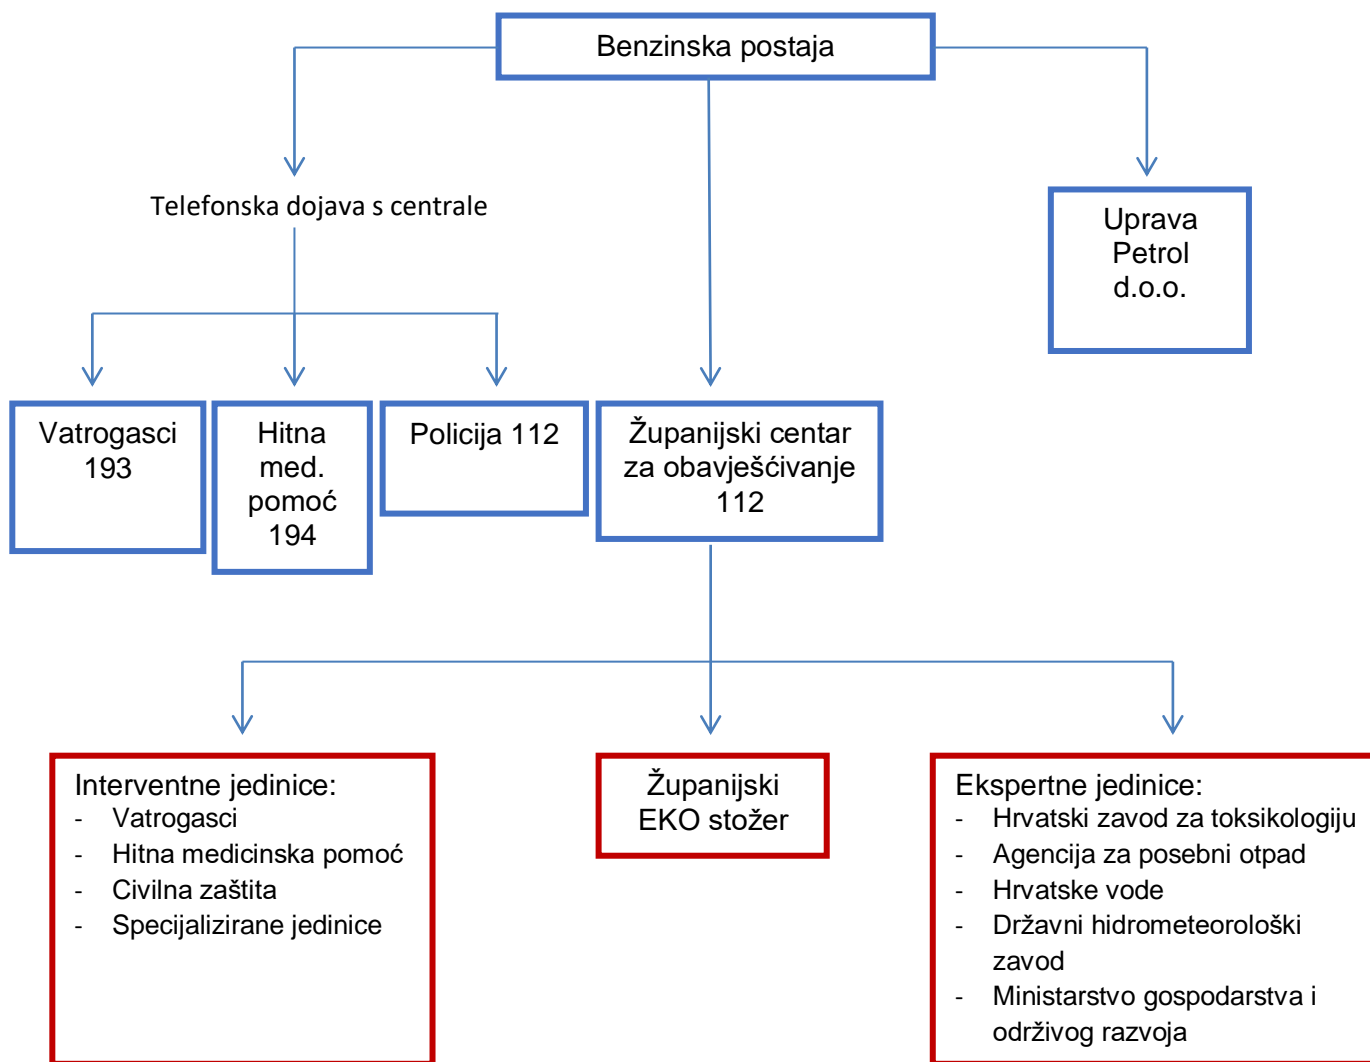 Benzinska postaja
Telefonska dojava s centrale
Uprava
Petrol
d.o.o.
Vatrogasci
193
Hitna
med.
pomoć
194
Policija 112
Županijski centar
za obavješćivanje
112
Interventne jedinice:
- Vatrogasci
- Hitna medicinska pomoć
- Civilna zaštita
- Specijalizirane jedinice
Županijski
EKO stožer
Ekspertne jedinice:
- Hrvatski zavod za toksikologiju
- Agencija za posebni otpad
- Hrvatske vode
- Državni hidrometeorološki
zavod
- Ministarstvo gospodarstva i
održivog razvoja